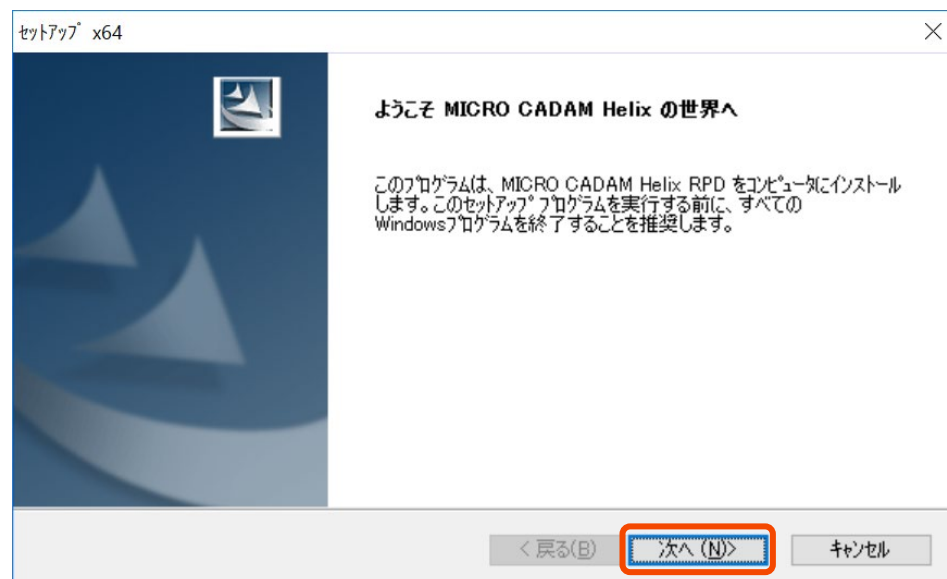 ｾｯﾄｱｯﾌﾟ x64
ようこそ MICRO CADAM Helix の世界へ
このﾌﾟﾛｸﾞﾗﾑは、MICRO CADAM Helix RPD をｺﾝﾋﾟｭｰﾀにｲﾝｽﾄｰﾙ
します。このｾｯﾄｱｯﾌﾟ ﾌﾟﾛｸﾞﾗﾑを実行する前に、すべての
Windowsﾌﾟﾛｸﾞﾗﾑを終了することを推奨します。
< 戻る(B)
次へ (N)>
ｷｬﾝｾﾙ